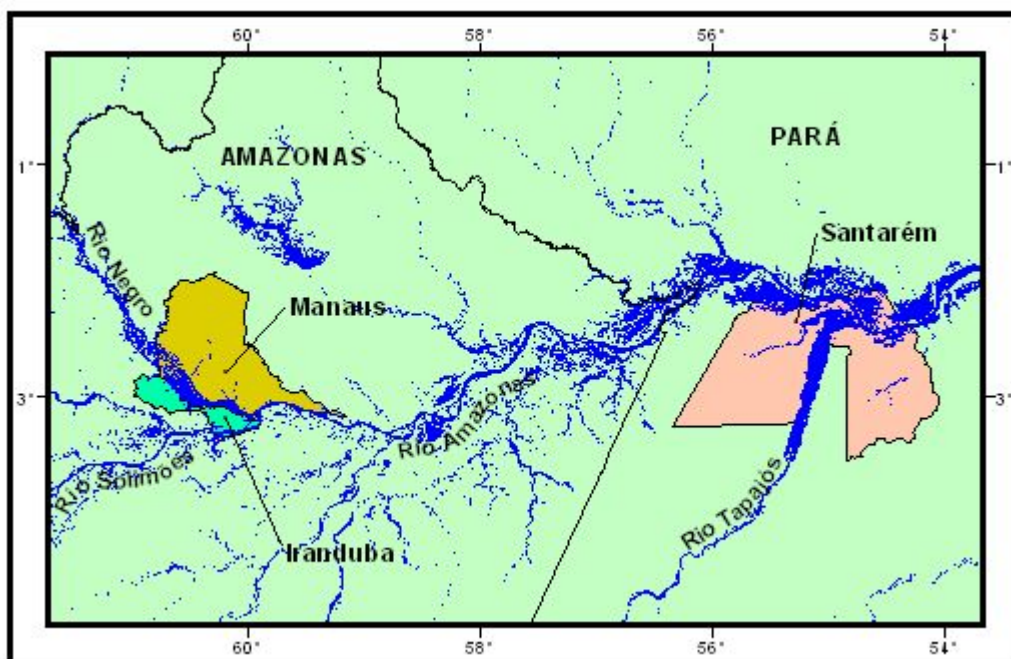 60° 58° 56° 54°
AMAZONAS
PARÁ
1° 1°
Santarém
Rio Negro
Manaus
3° 3°
Rio Amazonas
Rio Solimões
Rio Tapajós
Iranduba
60° 58° 56° 54°